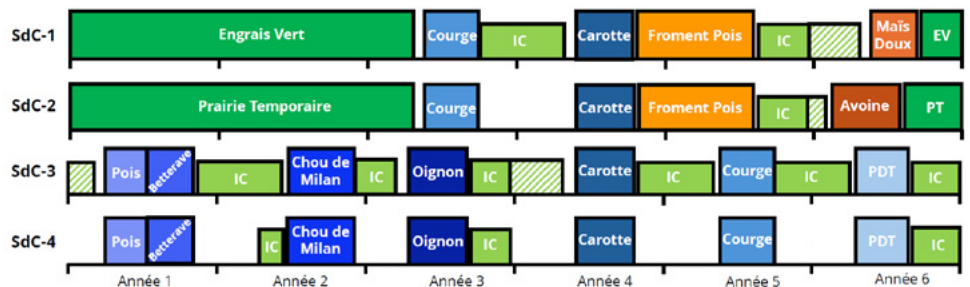 SdC-1 Engrais Vert Courge IC Carotte Froment Pois IC Maïs Doux EV
SdC-2 Prairie Temporaire Courge Carotte Froment Pois IC Avoine PT
SdC-3 Pois Betterave IC Chou de Milan IC Oignon IC Carotte IC Courge IC PDT IC
SdC-4 Pois Betterave IC Chou de Milan Oignon IC Carotte Courge PDT IC
Année 1 Année 2 Année 3 Année 4 Année 5 Année 6